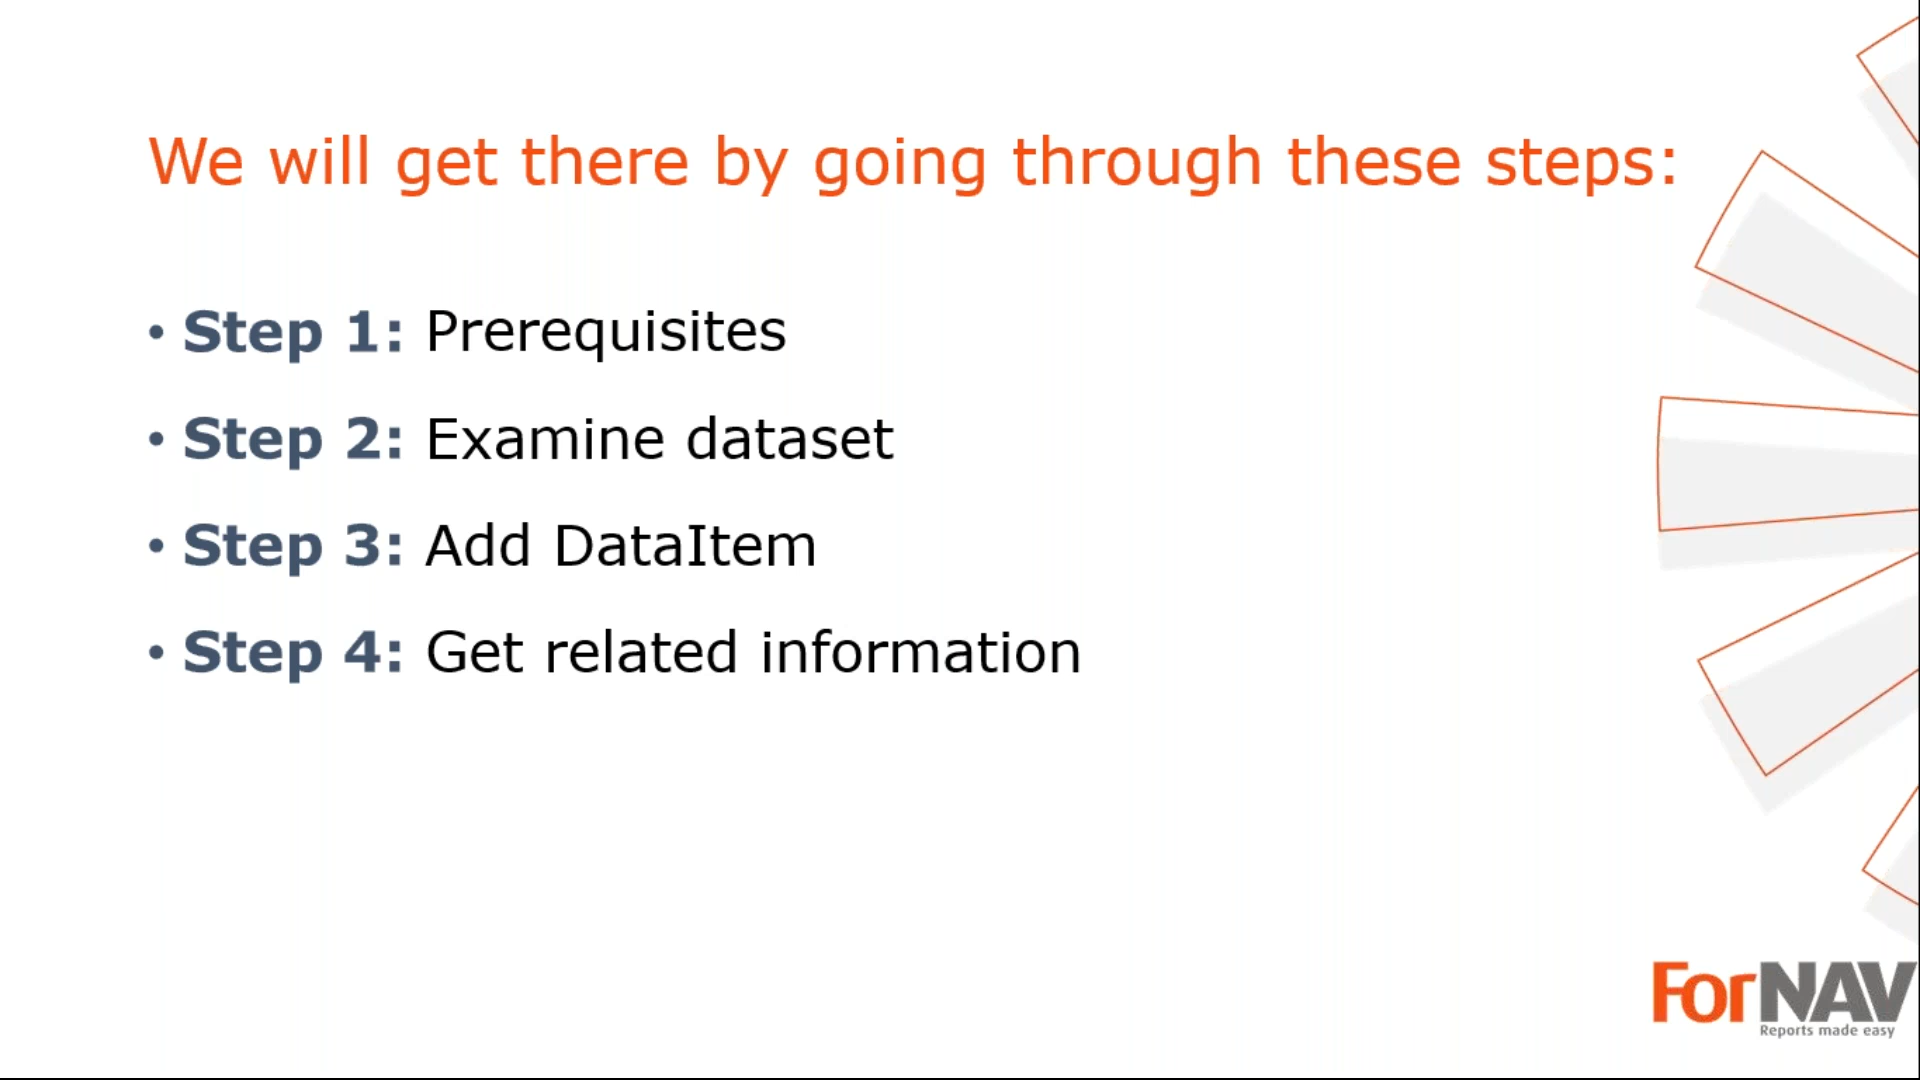 We will get there by going through these steps:
• Step 1: Prerequisites
• Step 2: Examine dataset
• Step 3: Add DataItem
• Step 4: Get related information
ForNAV
Reports made easy